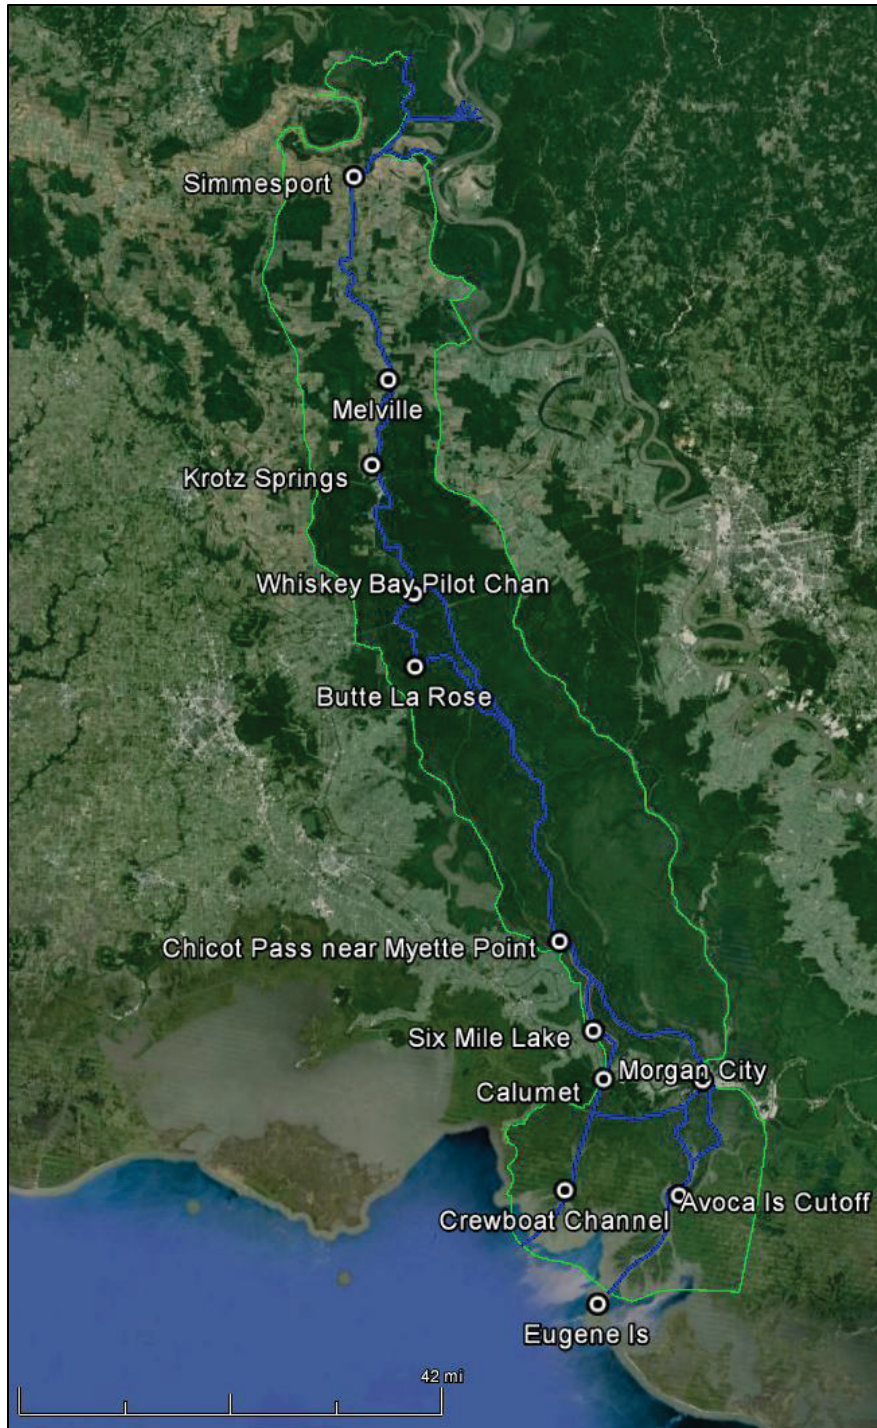 Simmesport
Melville
Krotz Springs
Whiskey Bay Pilot Chan
Butte La Rose
Chicot Pass near Myette Point
Six Mile Lake
Morgan City
Calumet
Avoca Is Cutoff
Crewboat Channel
Eugene Is
42 mi